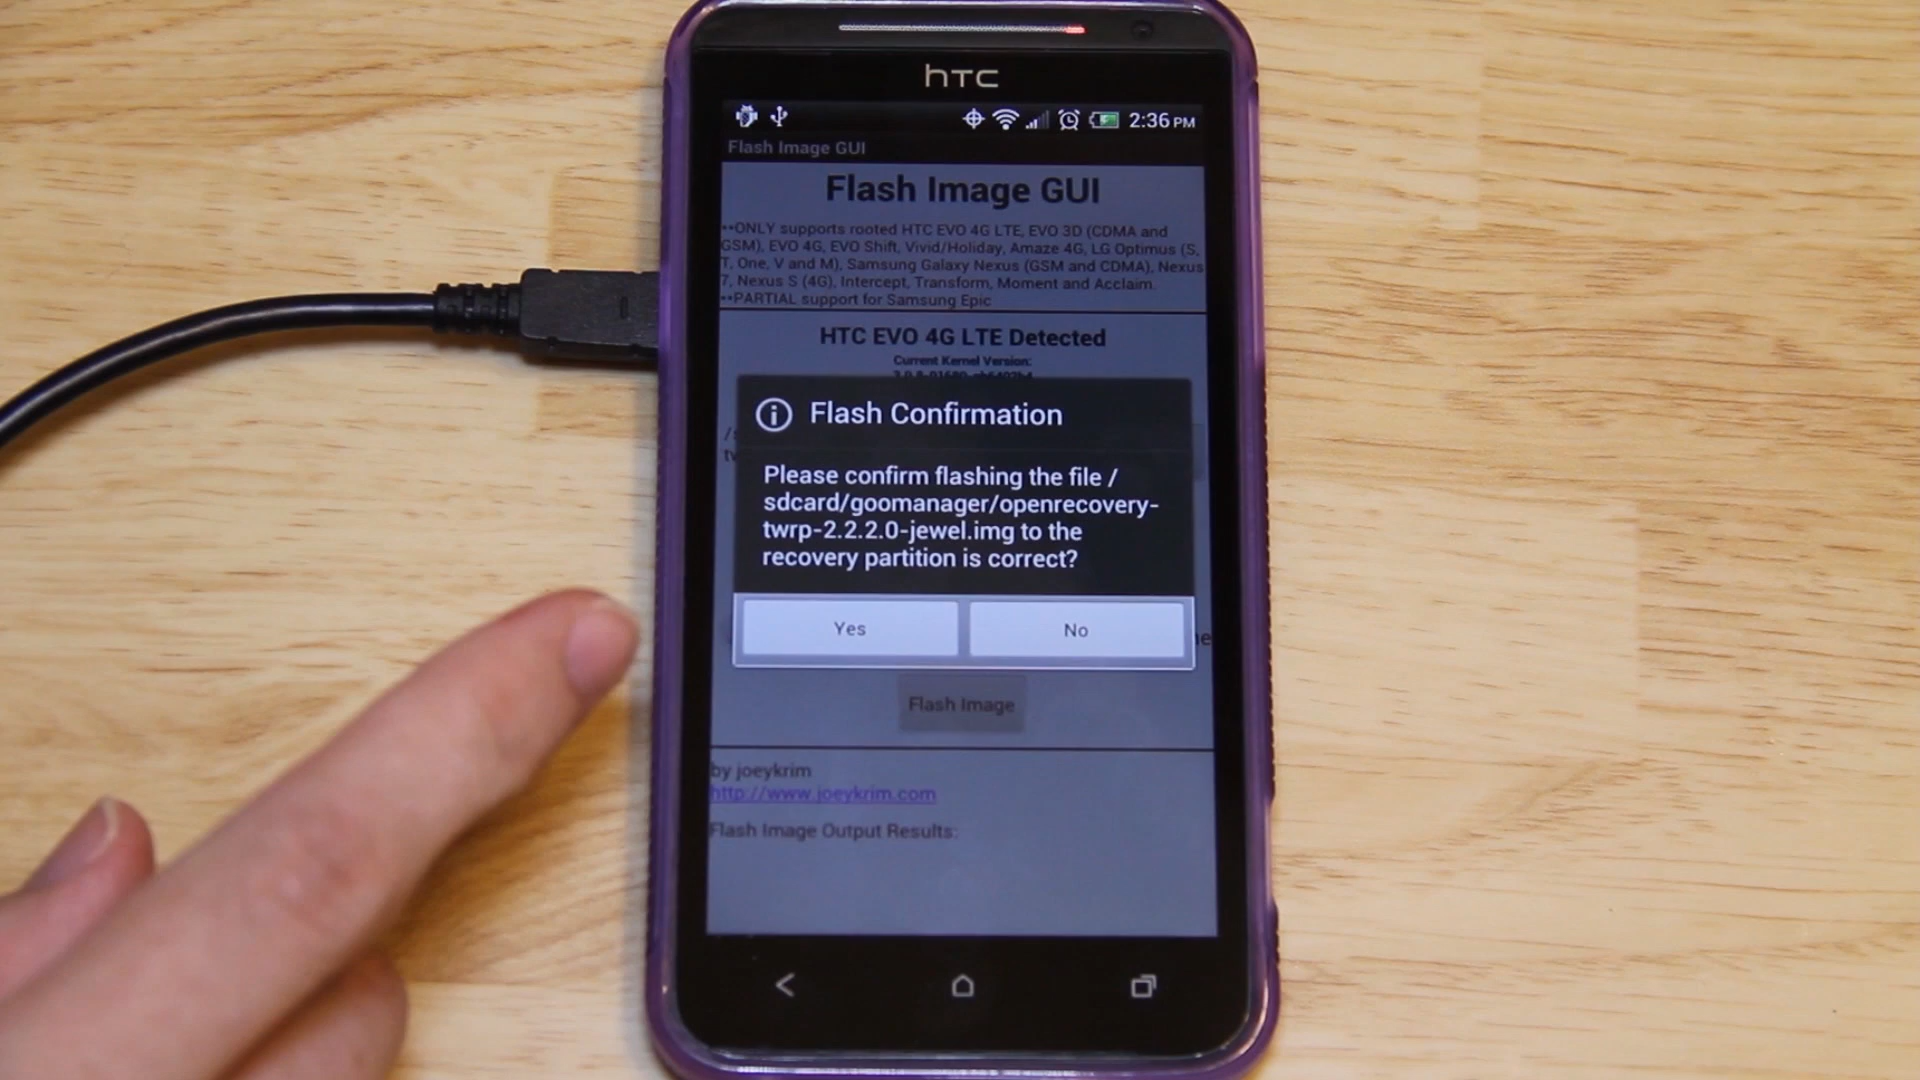 hTC
2:36 PM
Flash Image GUI
Flash Image GUI
**ONLY supports rooted HTC EVO 4G LTE, EVO 3D (CDMA and
GSM), EVO 4G, EVO Shift, Vivid/Holiday, Amaze 4G, LG Optimus (S,
T, One, V and M), Samsung Galaxy Nexus (GSM and CDMA), Nexus
7, Nexus S (4G), Intercept, Transform, Moment and Acclaim.
**PARTIAL support for Samsung Epic
HTC EVO 4G LTE Detected
Current Kernel Version:
Flash Confirmation
Please confirm flashing the file /
sdcard/goomanager/openrecovery-
twrp-2.2.2.0-jewel.img to the
recovery partition is correct?
Yes
No
Flash Image
by joeykrim
http://www.joeykrim.com
Flash Image Output Results: